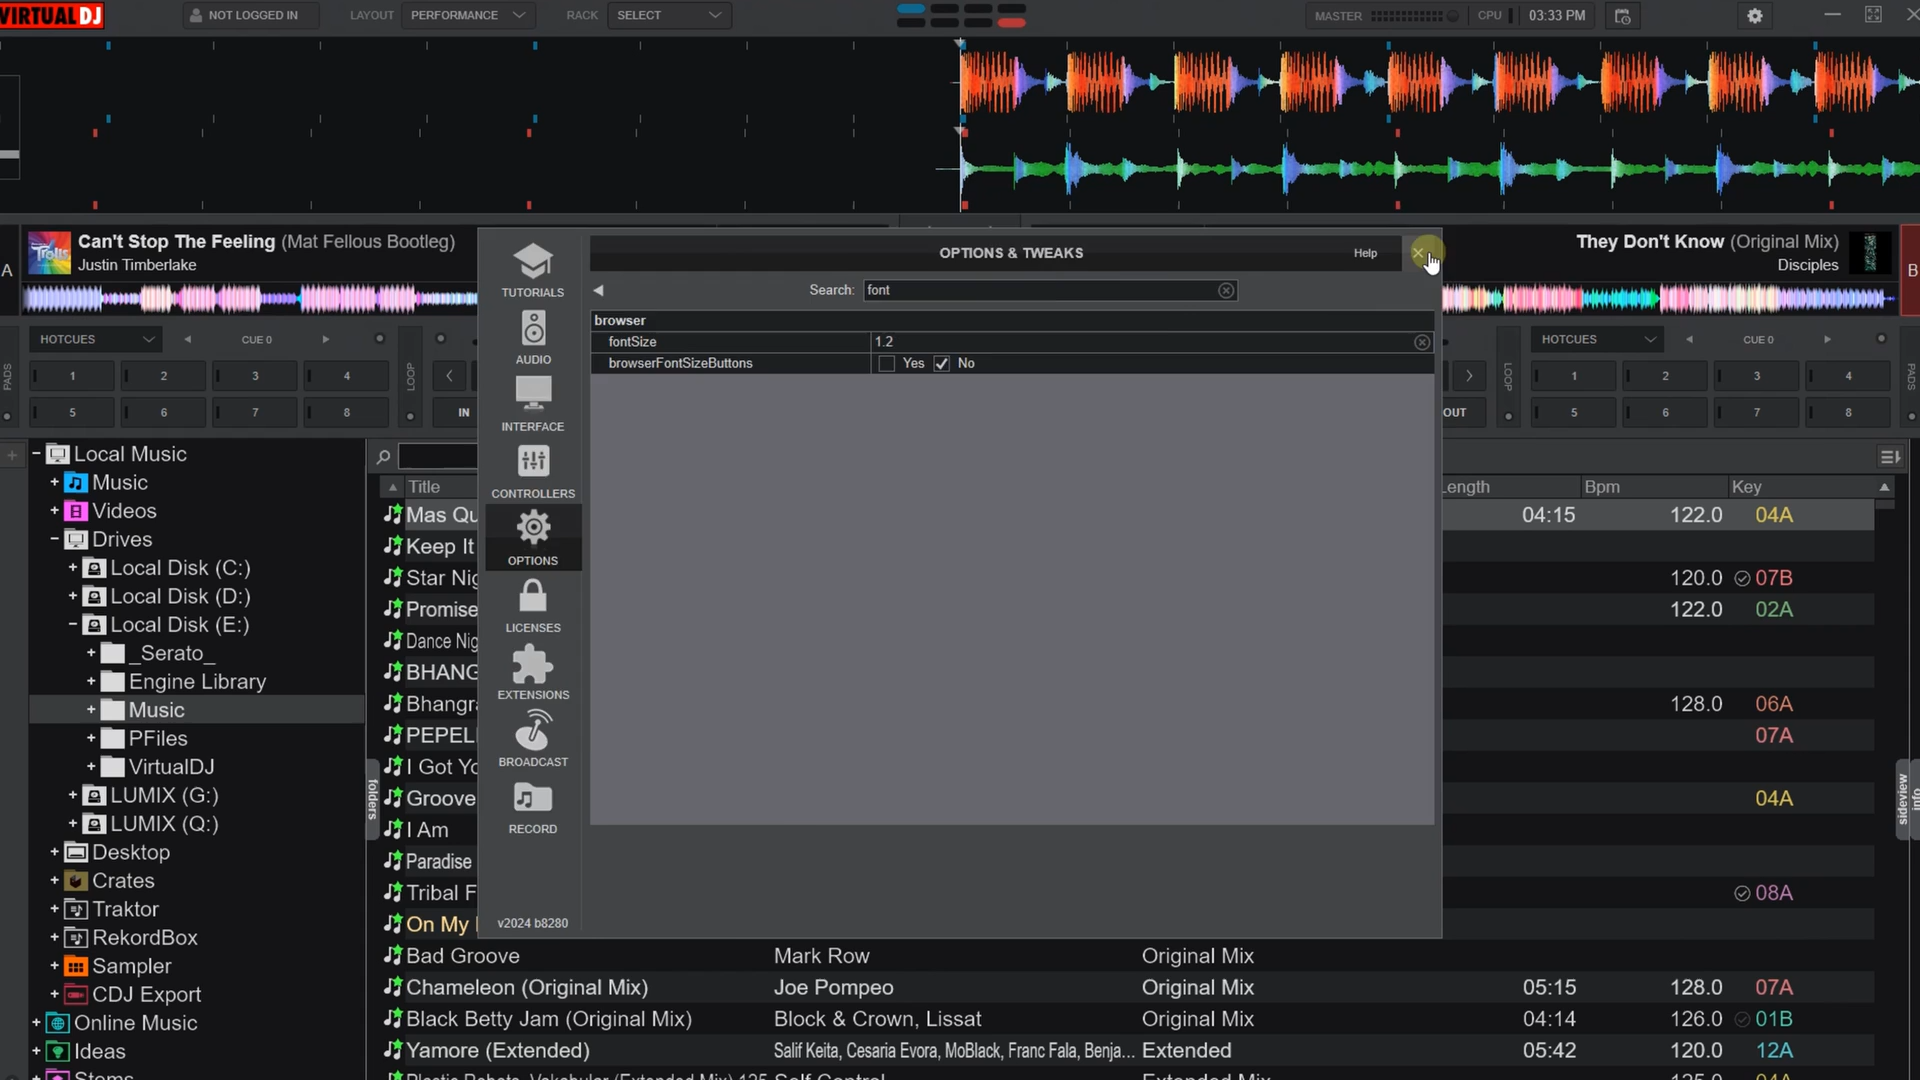 VIRTUAL DJ
NOT LOGGED IN
LAYOUT PERFORMANCE
RACK SELECT
MASTER
CPU
03:33 PM
A
Can't Stop The Feeling (Mat Fellous Bootleg)
Justin Timberlake
They Don't Know (Original Mix)
Disciples
B
PADS
HOTCUES
CUE 0
1 2 3 4
5 6 7 8
LOOP
IN
OUT
LOOP
HOTCUES
CUE 0
1 2 3 4
5 6 7 8
PADS
OPTIONS & TWEAKS
Help
Search: font
browser
fontSize 1.2
browserFontSizeButtons Yes No
TUTORIALS
AUDIO
INTERFACE
CONTROLLERS
OPTIONS
LICENSES
EXTENSIONS
BROADCAST
RECORD
v2024 b8280
Local Music
Music
Videos
Drives
Local Disk (C:)
Local Disk (D:)
Local Disk (E:)
_Serato_
Engine Library
Music
PFiles
VirtualDJ
LUMIX (G:)
LUMIX (Q:)
Desktop
Crates
Traktor
RekordBox
Sampler
CDJ Export
Online Music
Ideas
Stems
folders
Title Length Bpm Key
Mas Qu 04:15 122.0 04A
Keep It
Star Nig 120.0 07B
Promise 122.0 02A
Dance Nig
BHANG
Bhangra 128.0 06A
PEPEL 07A
I Got Yo
Groove 04A
I Am
Paradise
Tribal F 08A
On My
Bad Groove Mark Row Original Mix
Chameleon (Original Mix) Joe Pompeo Original Mix 05:15 128.0 07A
Black Betty Jam (Original Mix) Block & Crown, Lissat Original Mix 04:14 126.0 01B
Yamore (Extended) Salif Keita, Cesaria Evora, MoBlack, Franc Fala, Benja... Extended 05:42 120.0 12A
sideview
info